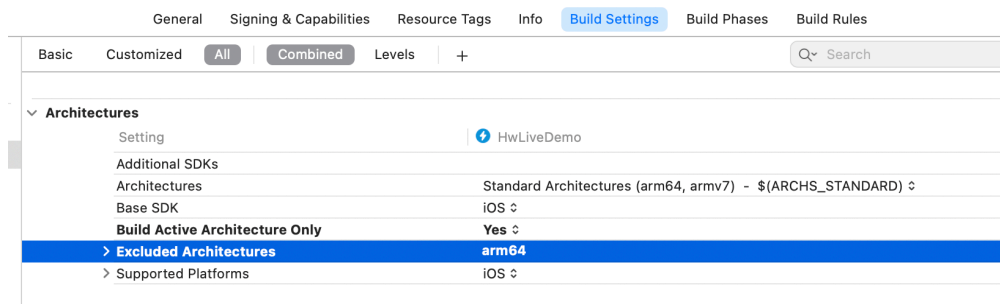 General Signing & Capabilities Resource Tags Info Build Settings Build Phases Build Rules
Basic Customized All Combined Levels + Search
Architectures
Setting HwLiveDemo
Additional SDKs
Architectures Standard Architectures (arm64, armv7) - $(ARCHS_STANDARD)
Base SDK iOS
Build Active Architecture Only Yes
Excluded Architectures arm64
Supported Platforms iOS